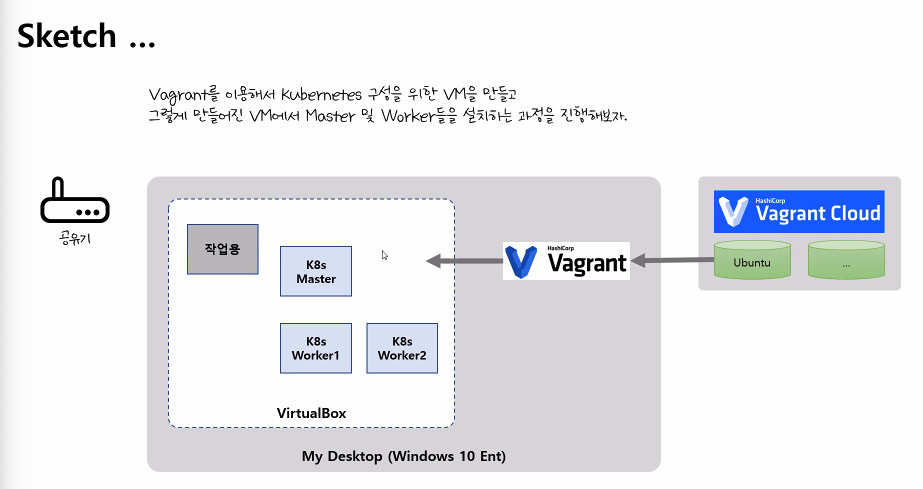 Sketch ...
Vagrant를 이용해서 Kubernetes 구성을 위한 VM을 만들고
그렇게 만들어진 VM에서 Master 및 Worker들을 설치하는 과정을 진행해보자.
공유기
작업용
K8s
Master
K8s
Worker1
K8s
Worker2
VirtualBox
My Desktop (Windows 10 Ent)
HashiCorp
Vagrant
HashiCorp
Vagrant Cloud
Ubuntu
...